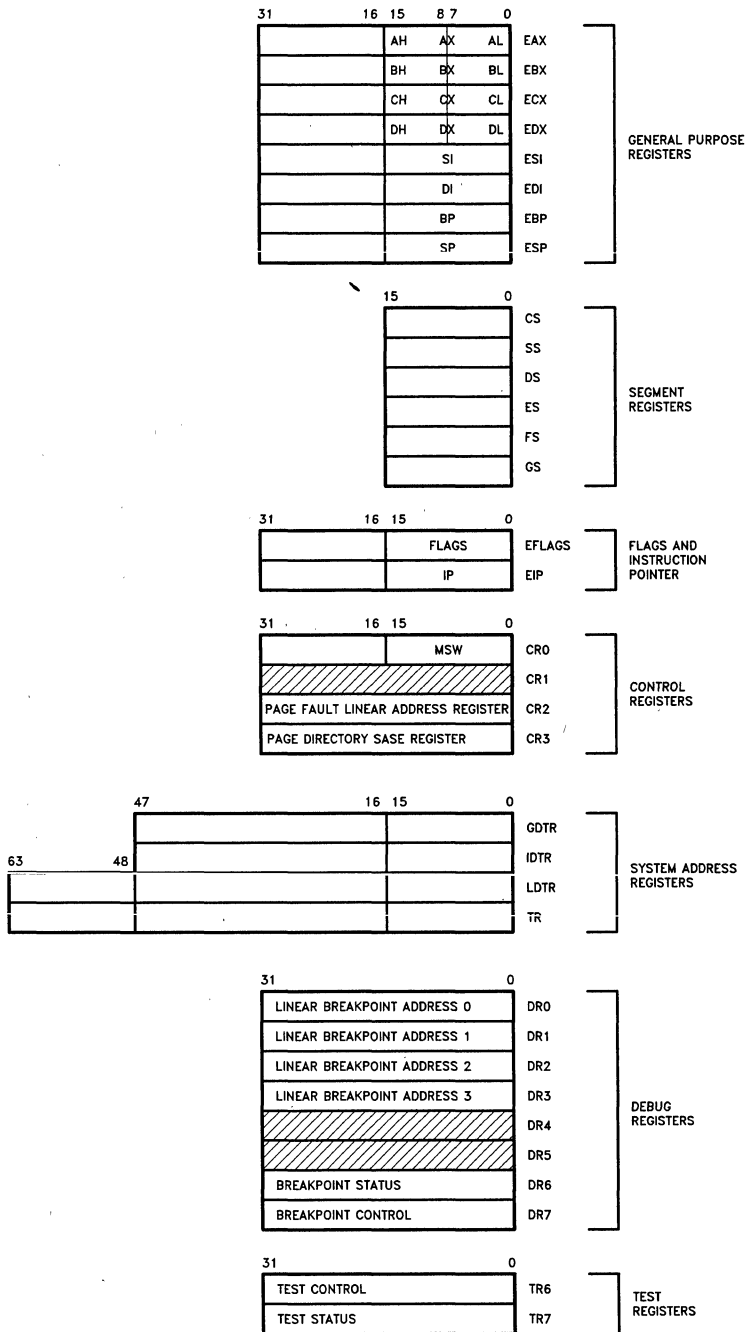 31 16 15 8 7 0
AH AX AL EAX
BH BX BL EBX
CH CX CL ECX
DH DX DL EDX
SI ESI
DI EDI
BP EBP
SP ESP
GENERAL PURPOSE
REGISTERS
15 0
CS
SS
DS
ES
FS
GS
SEGMENT
REGISTERS
31 16 15 0
FLAGS EFLAGS
IP EIP
FLAGS AND
INSTRUCTION
POINTER
31 16 15 0
MSW CR0
CR1
PAGE FAULT LINEAR ADDRESS REGISTER CR2
PAGE DIRECTORY SASE REGISTER CR3
CONTROL
REGISTERS
47 16 15 0
GDTR
63 48 IDTR
LDTR
TR
SYSTEM ADDRESS
REGISTERS
31 0
LINEAR BREAKPOINT ADDRESS 0 DR0
LINEAR BREAKPOINT ADDRESS 1 DR1
LINEAR BREAKPOINT ADDRESS 2 DR2
LINEAR BREAKPOINT ADDRESS 3 DR3
DR4
DR5
BREAKPOINT STATUS DR6
BREAKPOINT CONTROL DR7
DEBUG
REGISTERS
31 0
TEST CONTROL TR6
TEST STATUS TR7
TEST
REGISTERS